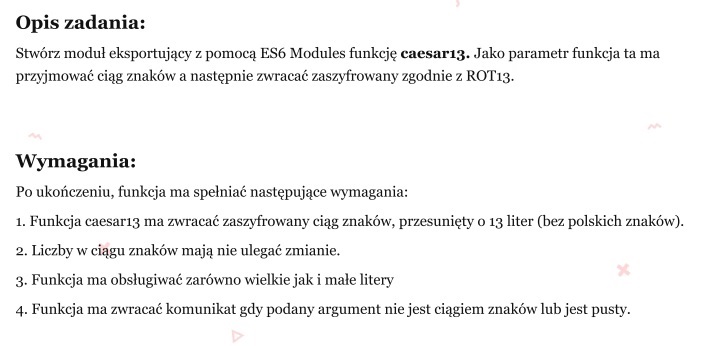 Opis zadania:
Stwórz moduł eksportujący z pomocą ES6 Modules funkcję caesar13. Jako parametr funkcja ta ma
przyjmować ciąg znaków a następnie zwracać zaszyfrowany zgodnie z ROT13.
Wymagania:
Po ukończeniu, funkcja ma spełniać następujące wymagania:
1. Funkcja caesar13 ma zwracać zaszyfrowany ciąg znaków, przesunięty o 13 liter (bez polskich znaków).
2. Liczby w ciągu znaków mają nie ulegać zmianie.
3. Funkcja ma obsługiwać zarówno wielkie jak i małe litery
4. Funkcja ma zwracać komunikat gdy podany argument nie jest ciągiem znaków lub jest pusty.